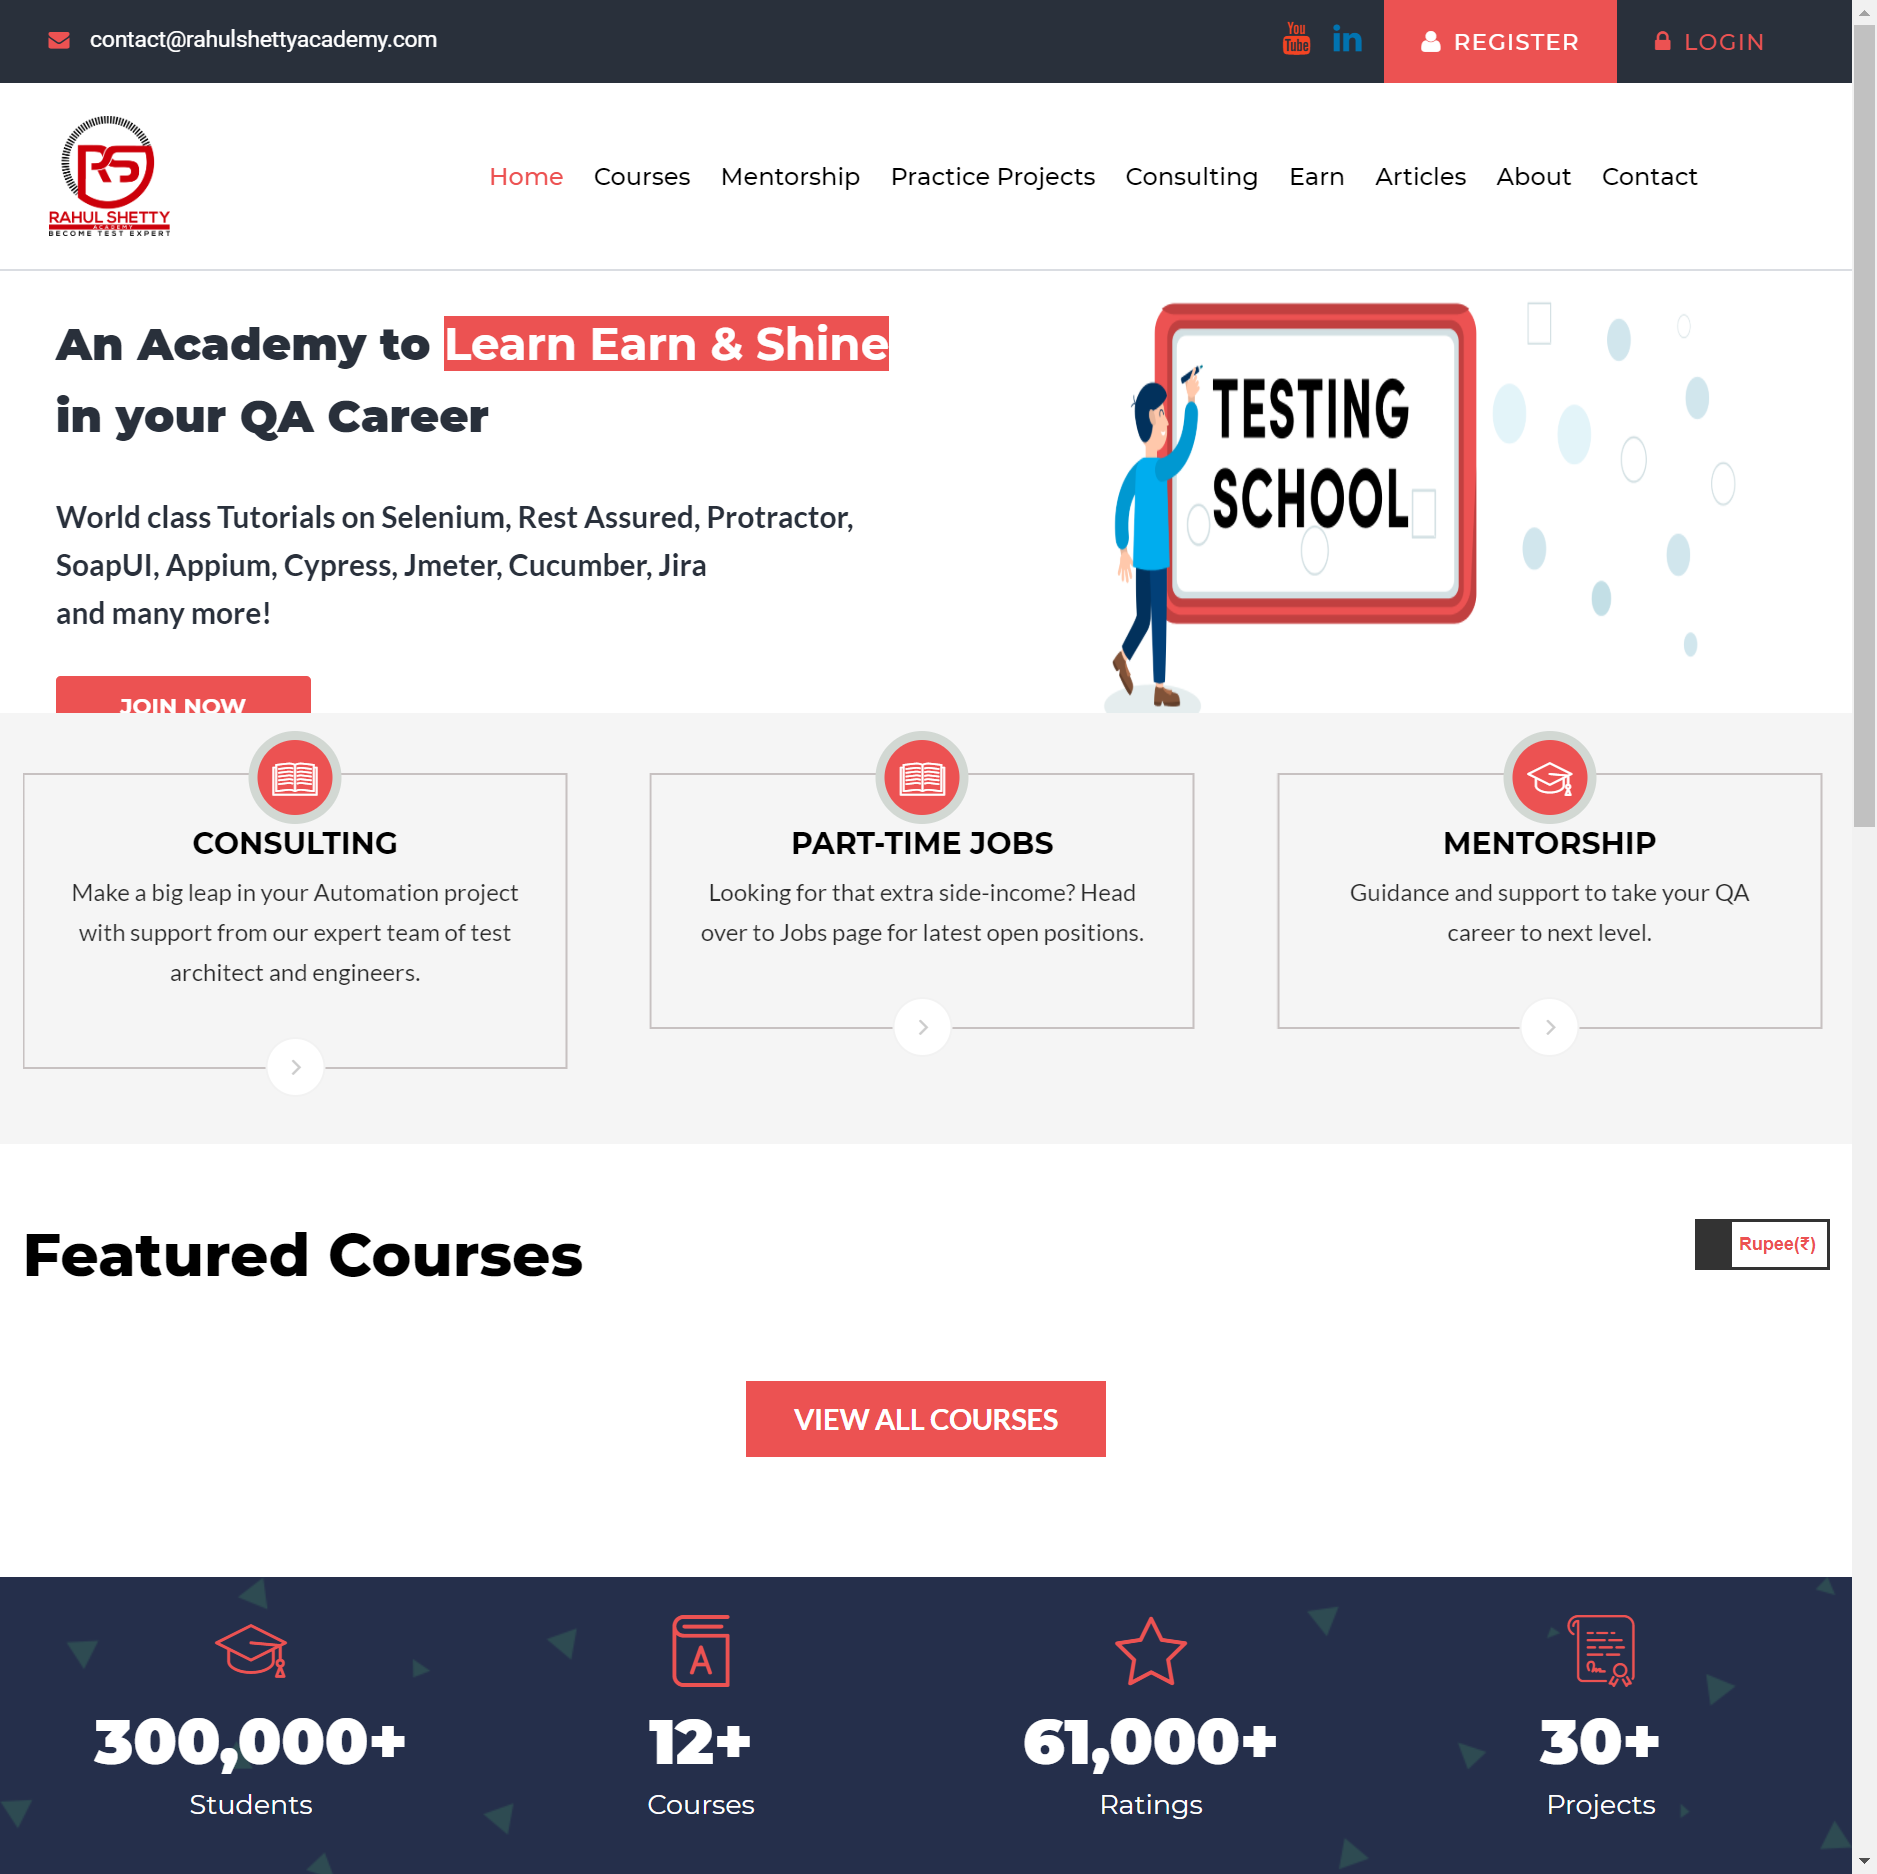 contact@rahulshettyacademy.com
You
Tube
in
REGISTER
LOGIN
RS
RAHUL SHETTY
ACADEMY
BECOME TEST EXPERT
Home
Courses
Mentorship
Practice Projects
Consulting
Earn
Articles
About
Contact
An Academy to Learn Earn & Shine
in your QA Career
World class Tutorials on Selenium, Rest Assured, Protractor,
SoapUI, Appium, Cypress, Jmeter, Cucumber, Jira
and many more!
JOIN NOW
TESTING
SCHOOL
CONSULTING
Make a big leap in your Automation project
with support from our expert team of test
architect and engineers.
PART-TIME JOBS
Looking for that extra side-income? Head
over to Jobs page for latest open positions.
MENTORSHIP
Guidance and support to take your QA
career to next level.
Featured Courses
Rupee(₹)
VIEW ALL COURSES
A
300,000+
Students
12+
Courses
61,000+
Ratings
30+
Projects